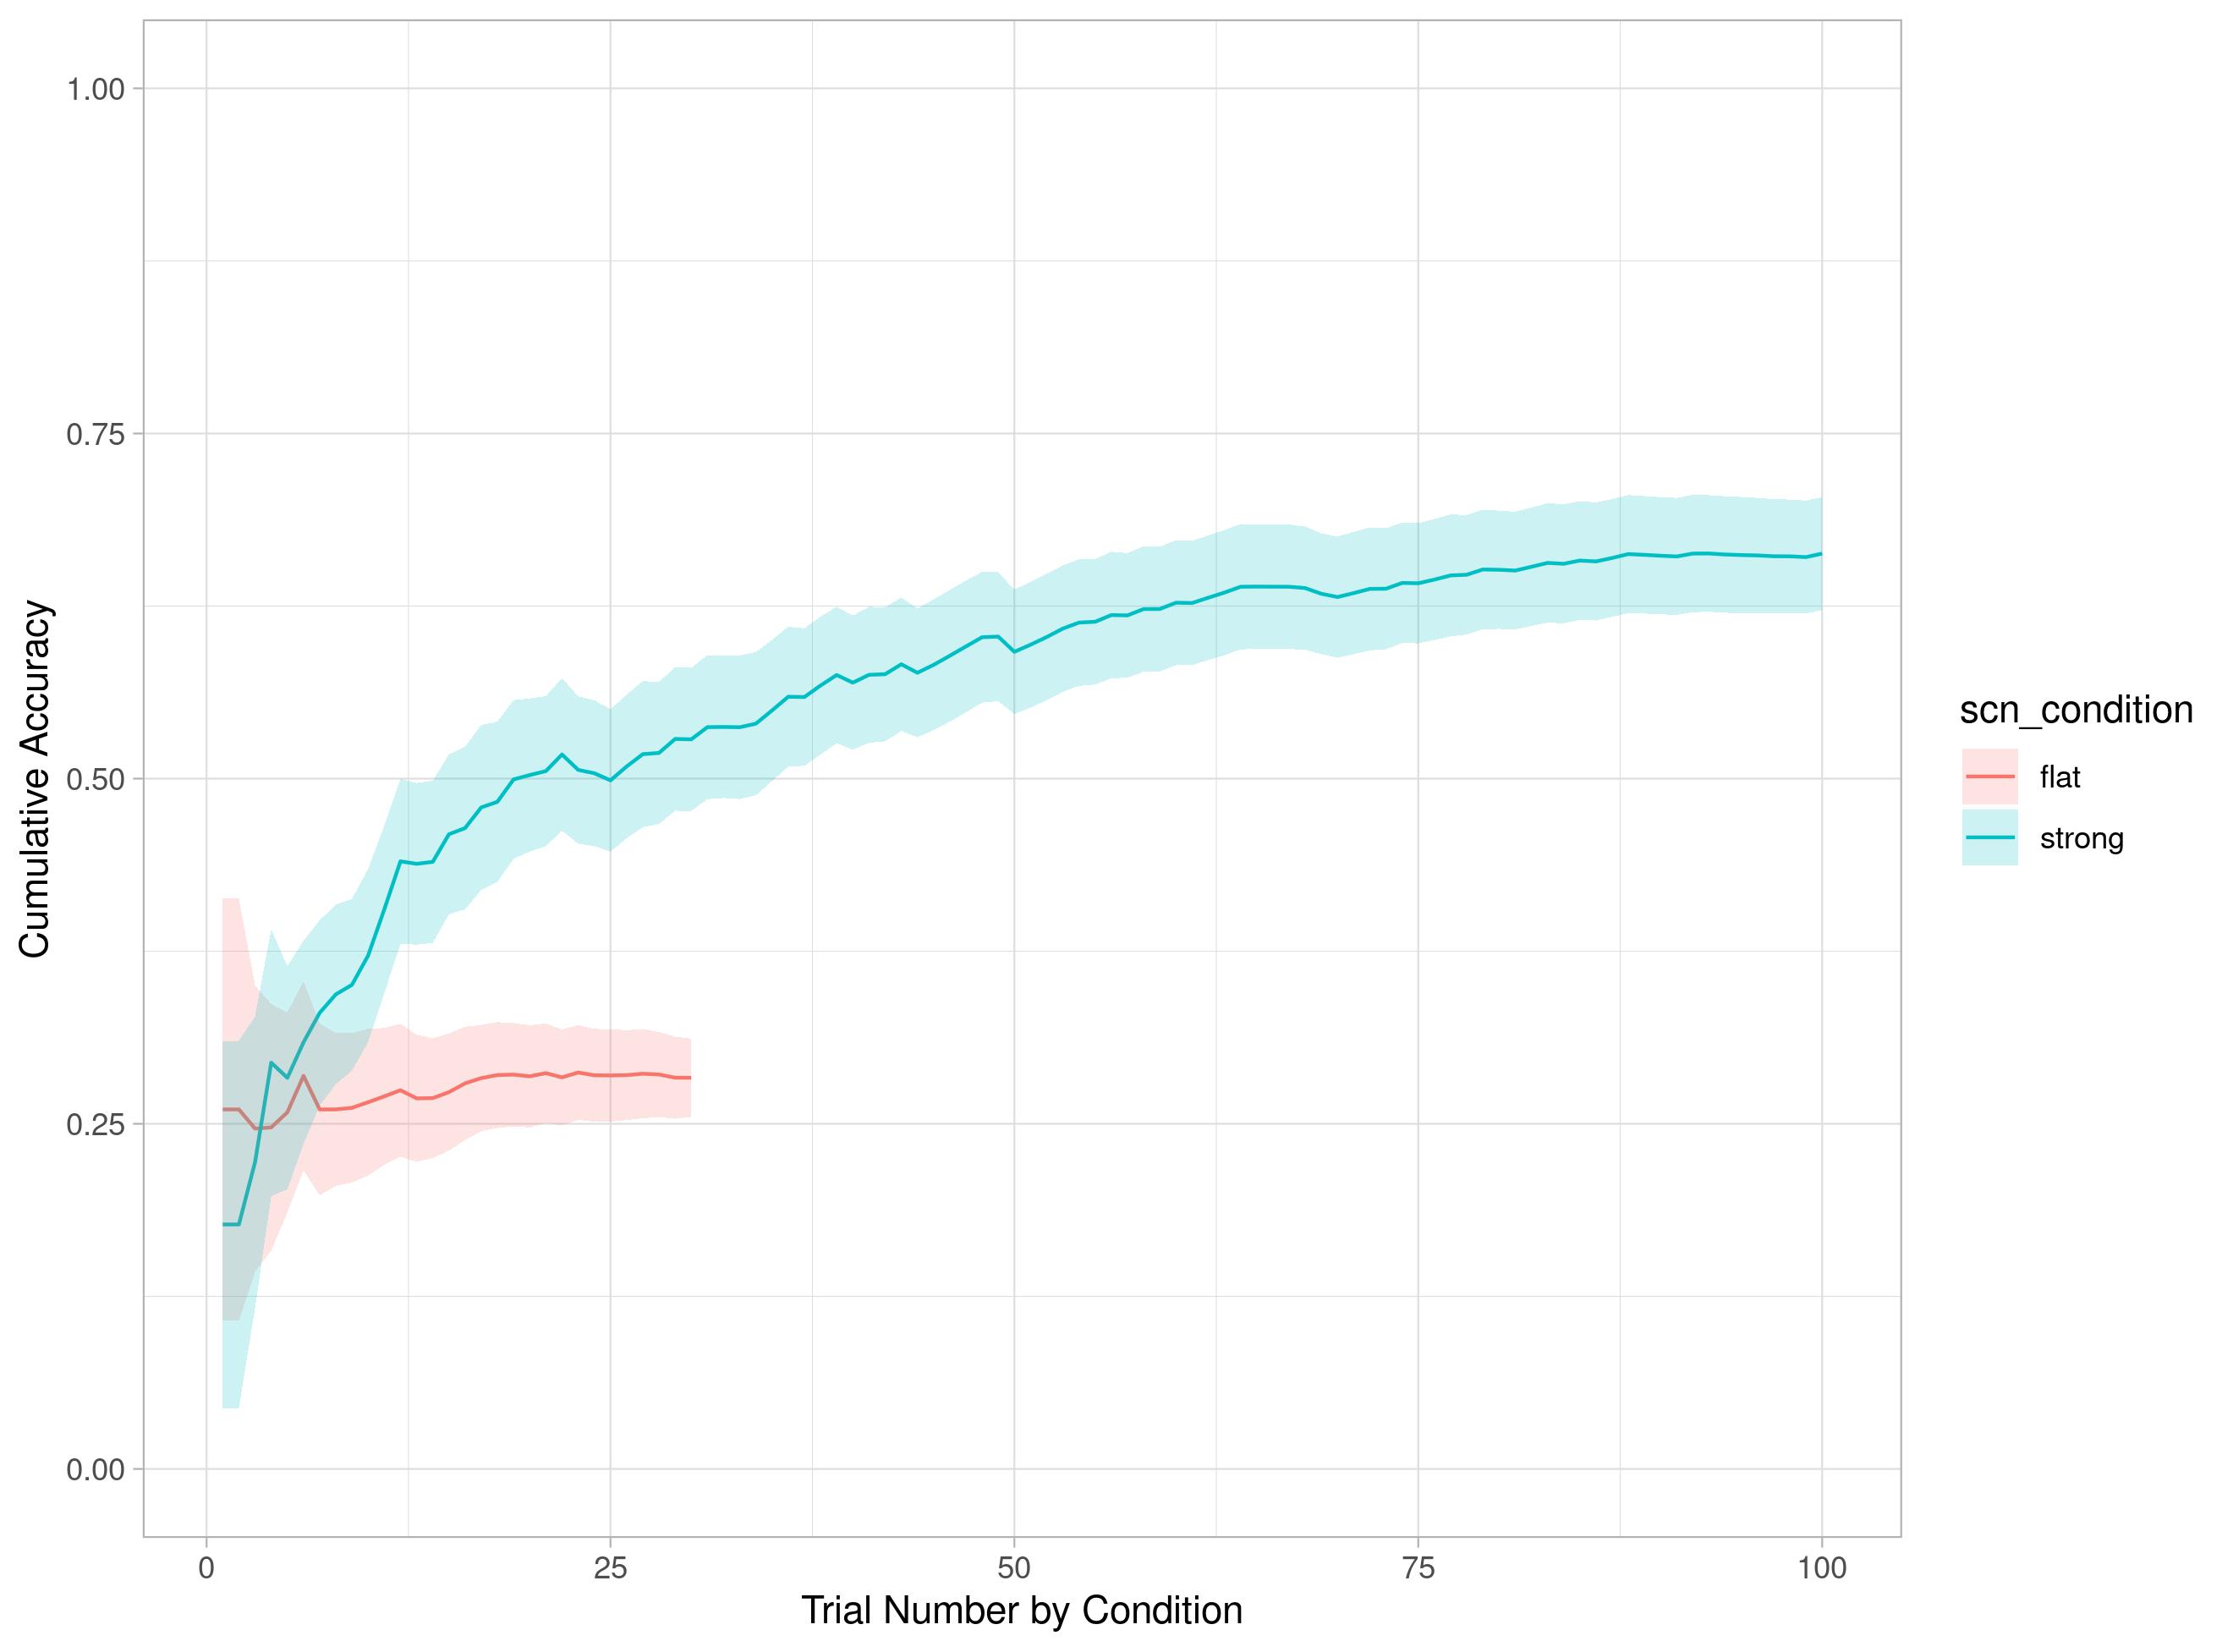 1.00
0.75
0.50
0.25
0.00
Cumulative Accuracy
0 25 50 75 100
Trial Number by Condition
scn_condition
flat
strong